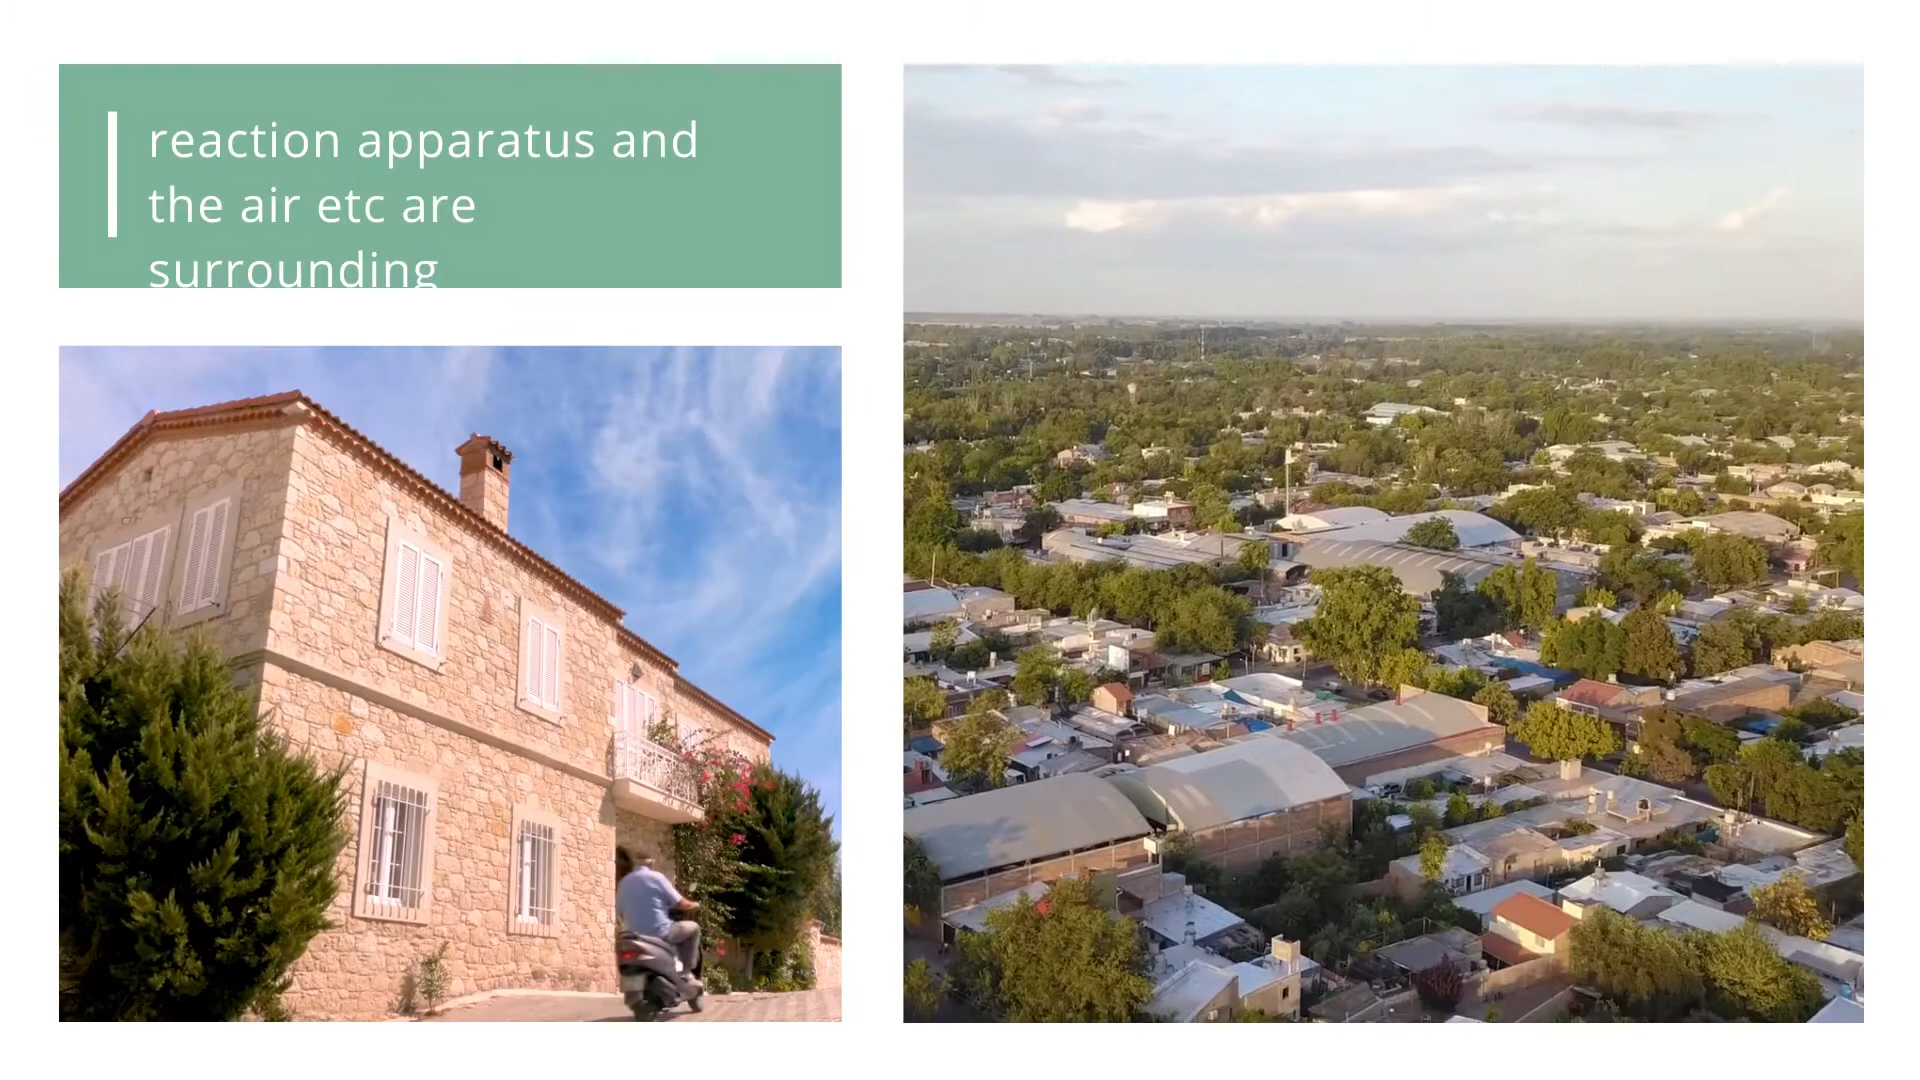 reaction apparatus and
the air etc are
surrounding